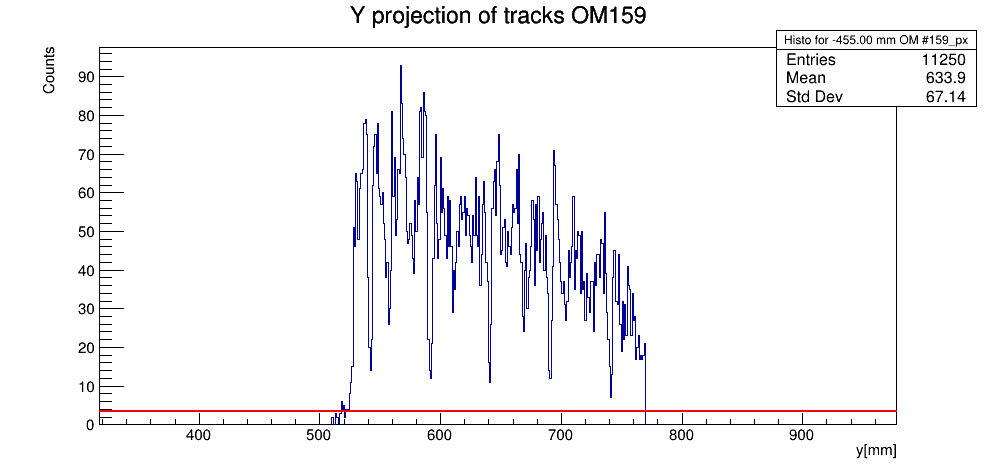 Y projection of tracks OM159
Histo for -455.00 mm OM #159_px
Entries 11250
Mean 633.9
Std Dev 67.14
Counts
90
80
70
60
50
40
30
20
10
0
400 500 600 700 800 900
y[mm]